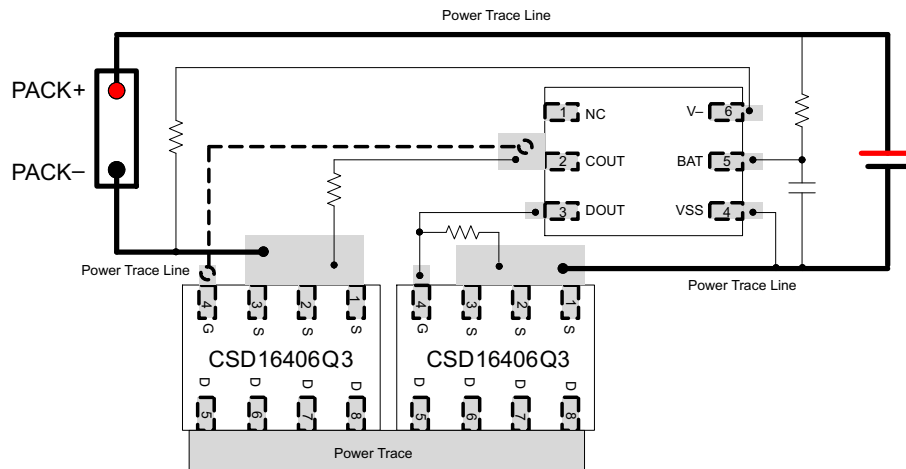 Power Trace Line
PACK+
PACK–
1
NC
V–
6
2
COUT
BAT
5
3
DOUT
VSS
4
Power Trace Line
Power Trace Line
4
3
2
1
4
3
2
1
G
S
S
S
G
S
S
S
CSD16406Q3
CSD16406Q3
D
D
D
D
D
D
D
D
5
6
7
8
5
6
7
8
Power Trace